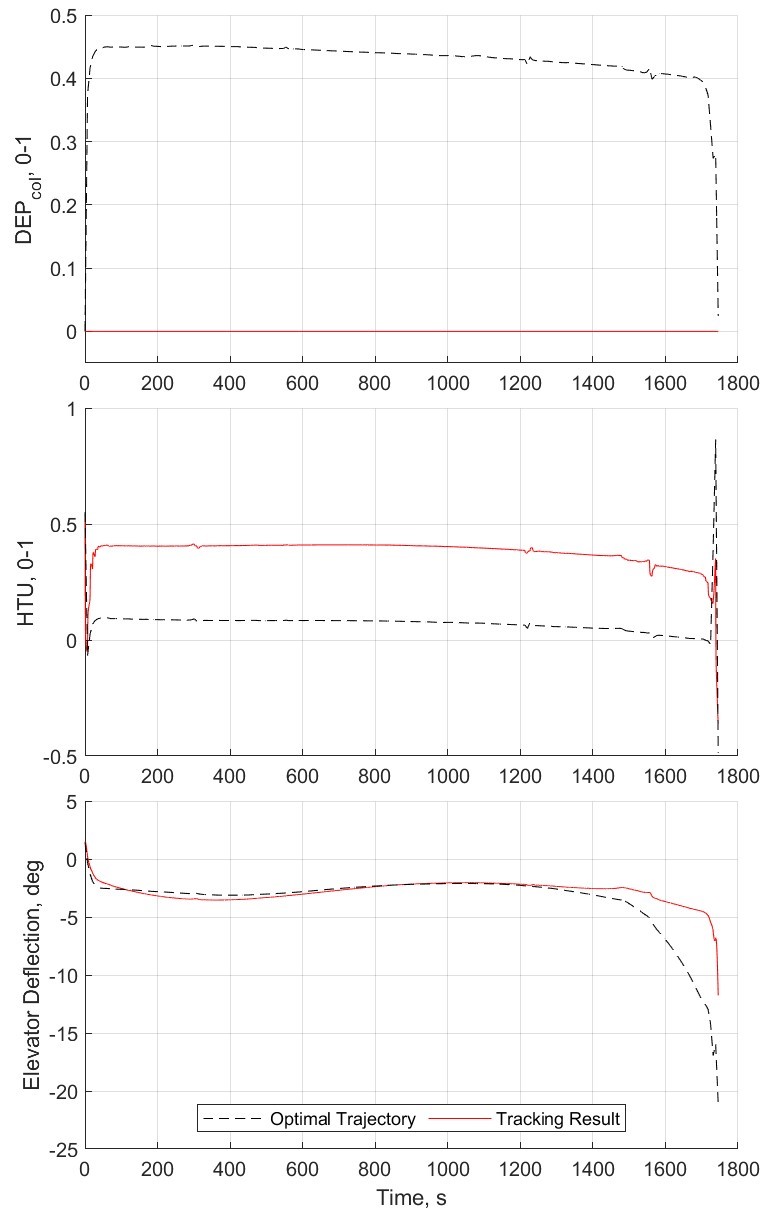 0.5
0.4
0.3
0.2
0.1
0
DEP_col, 0-1
0 200 400 600 800 1000 1200 1400 1600 1800
1
0.5
0
-0.5
HTU, 0-1
0 200 400 600 800 1000 1200 1400 1600 1800
5
0
-5
-10
-15
-20
-25
Elevator Deflection, deg
Optimal Trajectory Tracking Result
0 200 400 600 800 1000 1200 1400 1600 1800
Time, s